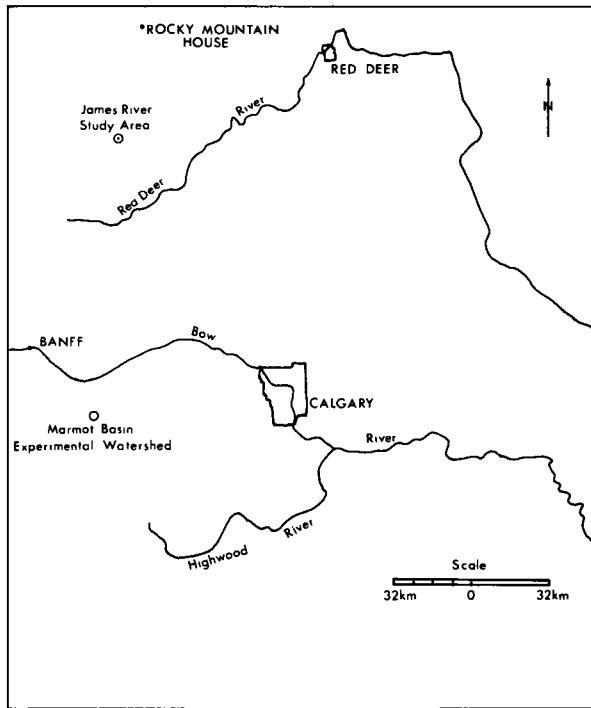 •ROCKY MOUNTAIN
HOUSE
RED DEER
River
James River
Study Area
N
Red Deer
BANFF
Bow
CALGARY
Marmot Basin
Experimental Watershed
River
River
Highwood
Scale
32km 0 32km